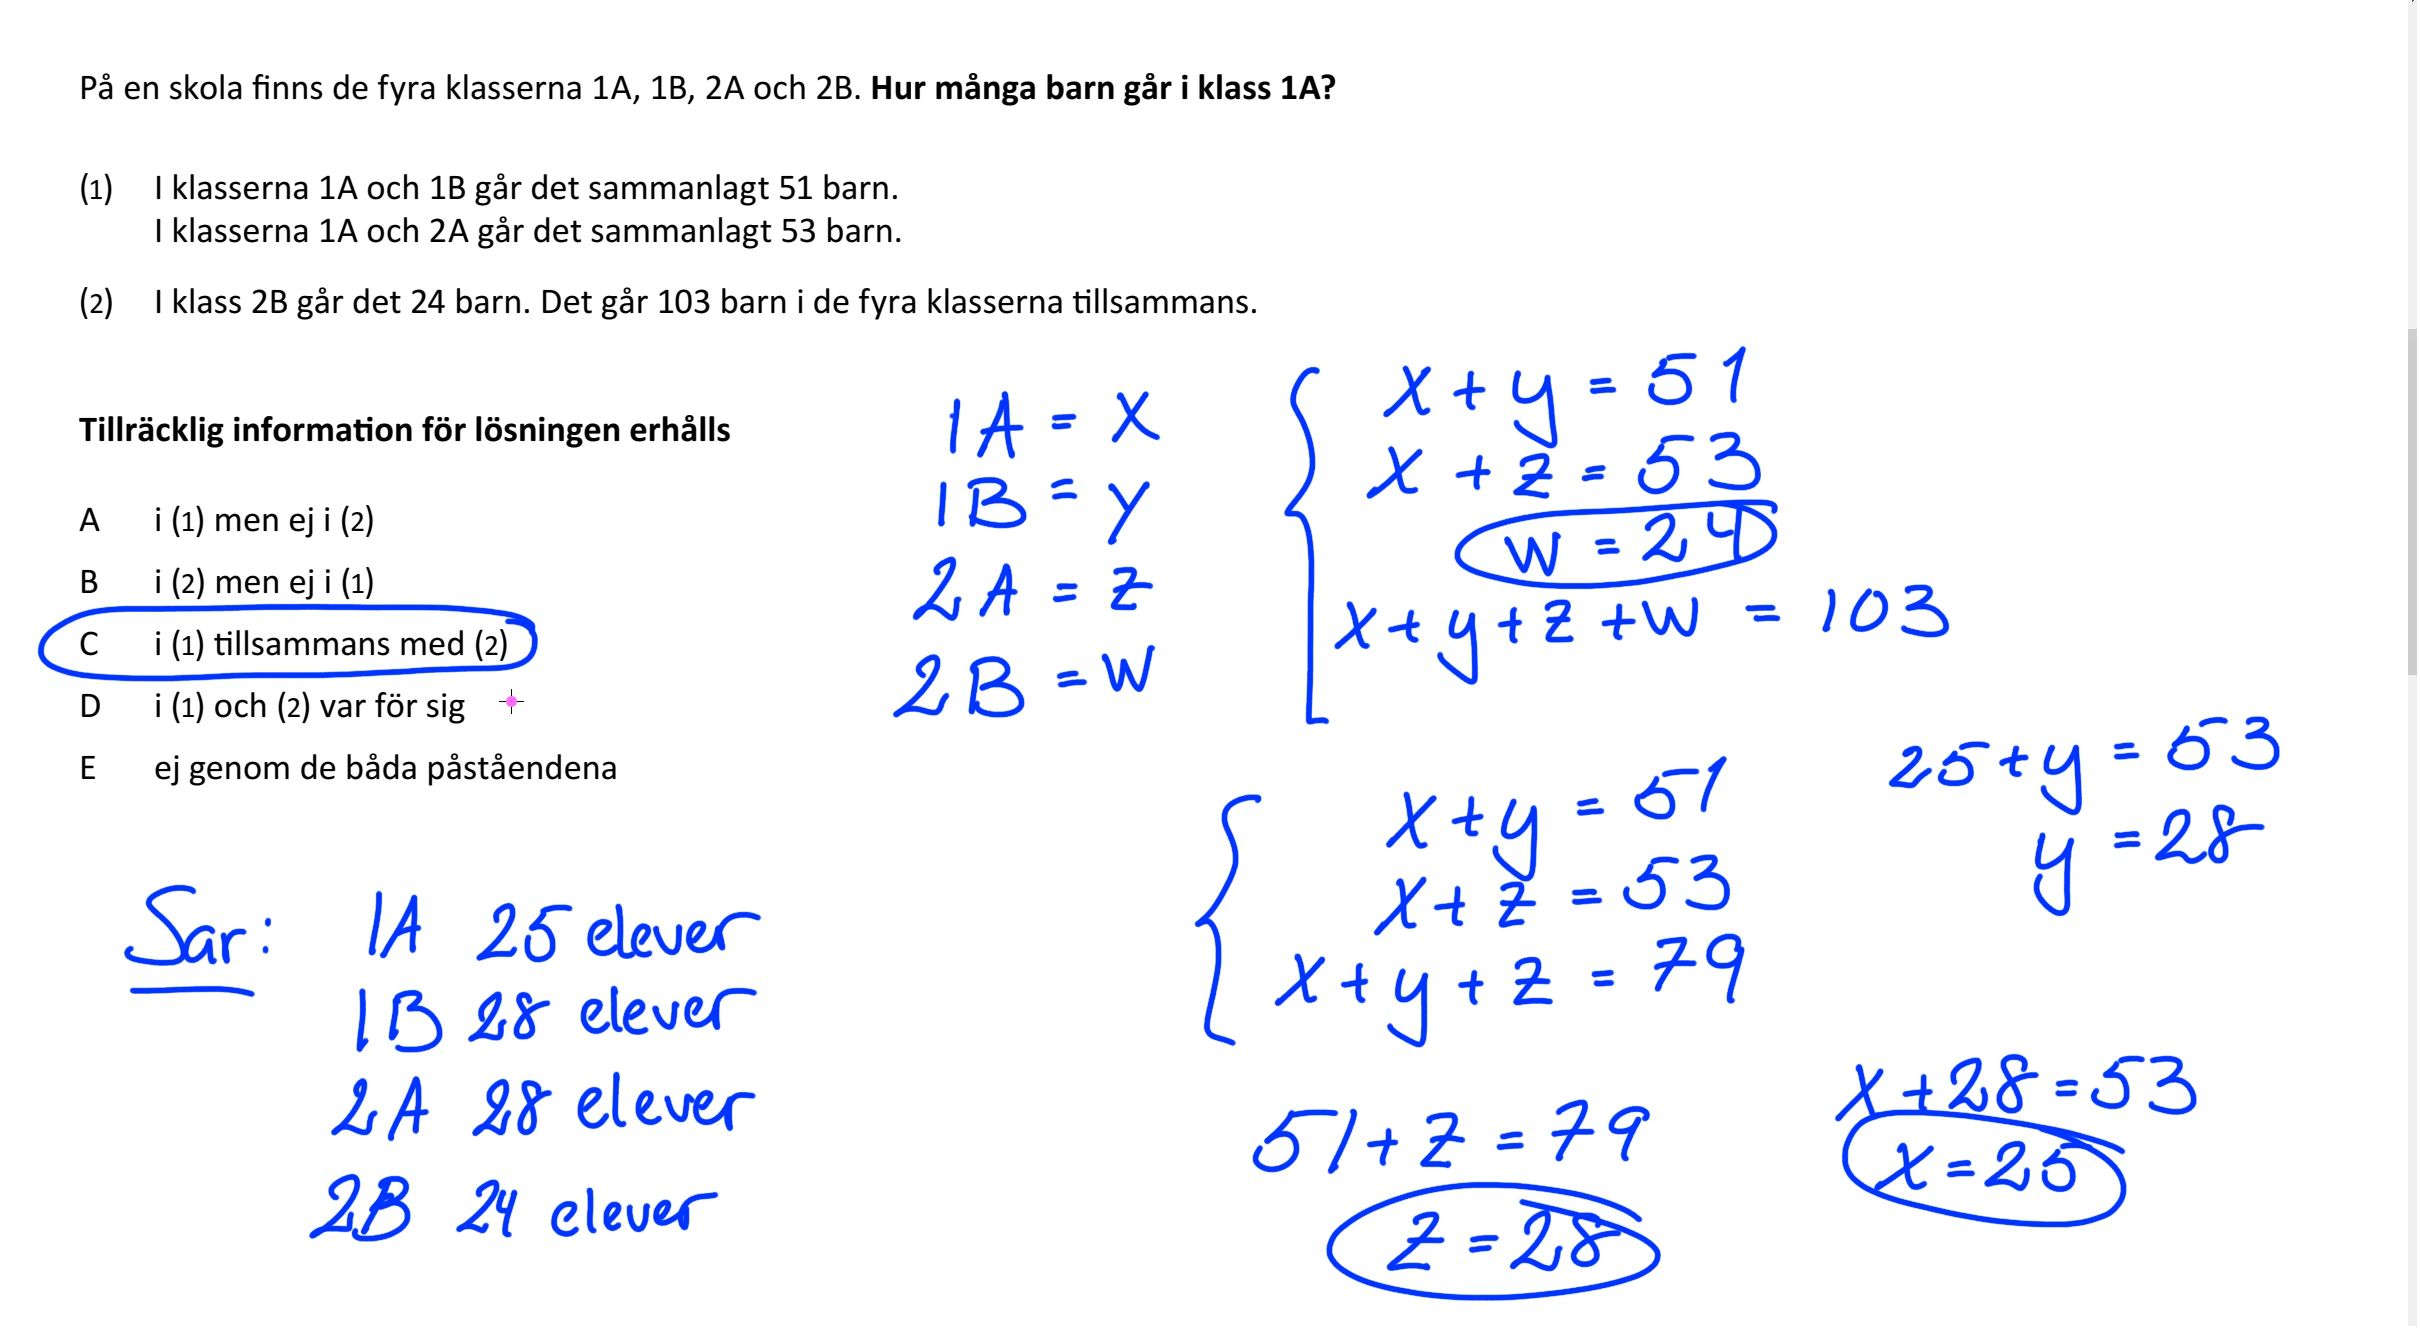 På en skola finns de fyra klasserna 1A, 1B, 2A och 2B. Hur många barn går i klass 1A?
(1) I klasserna 1A och 1B går det sammanlagt 51 barn.
I klasserna 1A och 2A går det sammanlagt 53 barn.
(2) I klass 2B går det 24 barn. Det går 103 barn i de fyra klasserna tillsammans.
Tillräcklig information för lösningen erhålls
A i (1) men ej i (2)
B i (2) men ej i (1)
C i (1) tillsammans med (2)
D i (1) och (2) var för sig
E ej genom de båda påståendena
1A = x
1B = y
2A = z
2B = w
x + y = 51
x + z = 53
w = 24
x + y + z + w = 103
x + y = 51
x + z = 53
x + y + z = 79
51 + z = 79
z = 28
25 + y = 53
y = 28
x + 28 = 53
x = 25
Sar: 1A 25 elever
1B 28 elever
2A 28 elever
2B 24 elever